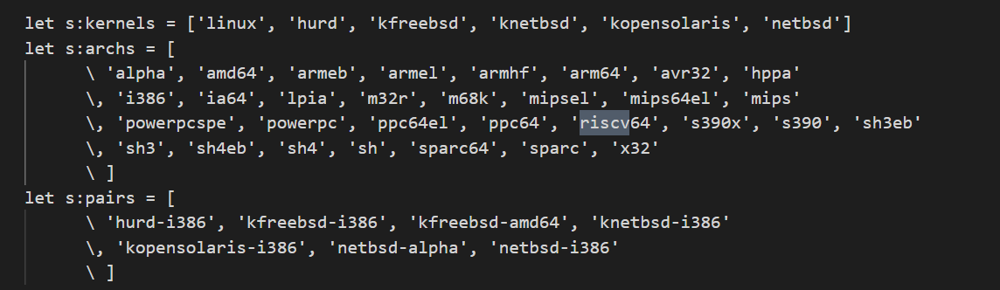 let s:kernels = ['linux', 'hurd', 'kfreebsd', 'knetbsd', 'kopensolaris', 'netbsd']
let s:archs = [
      \ 'alpha', 'amd64', 'armeb', 'armel', 'armhf', 'arm64', 'avr32', 'hppa'
      \, 'i386', 'ia64', 'lpia', 'm32r', 'm68k', 'mipsel', 'mips64el', 'mips'
      \, 'powerpcspe', 'powerpc', 'ppc64el', 'ppc64', 'riscv64', 's390x', 's390', 'sh3eb'
      \, 'sh3', 'sh4eb', 'sh4', 'sh', 'sparc64', 'sparc', 'x32'
      \ ]
let s:pairs = [
      \ 'hurd-i386', 'kfreebsd-i386', 'kfreebsd-amd64', 'knetbsd-i386'
      \, 'kopensolaris-i386', 'netbsd-alpha', 'netbsd-i386'
      \ ]